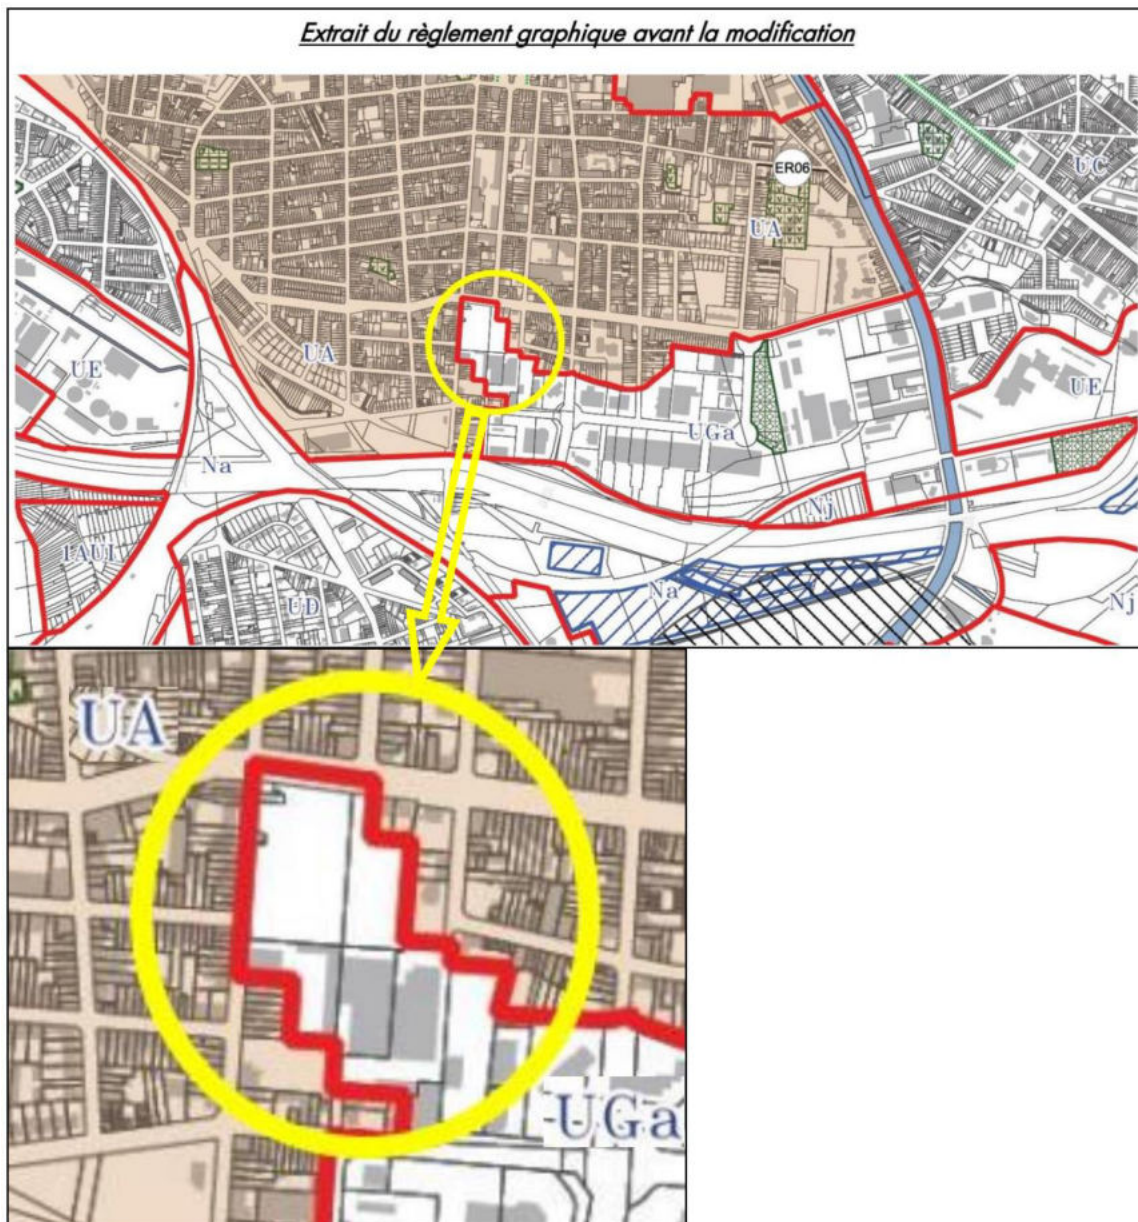 Extrait du règlement graphique avant la modification
UC
ER06
UA
UA
UE
UE
UGa
Na
Nj
1AUI
UD
Na
Nj
UA
UGa